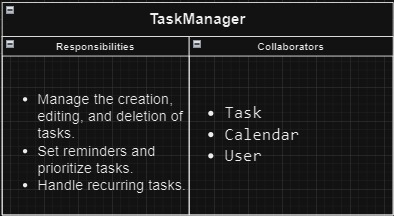 TaskManager
Responsibilities
Collaborators
• Manage the creation,
editing, and deletion of
tasks.
• Set reminders and
prioritize tasks.
• Handle recurring tasks.
• Task
• Calendar
• User